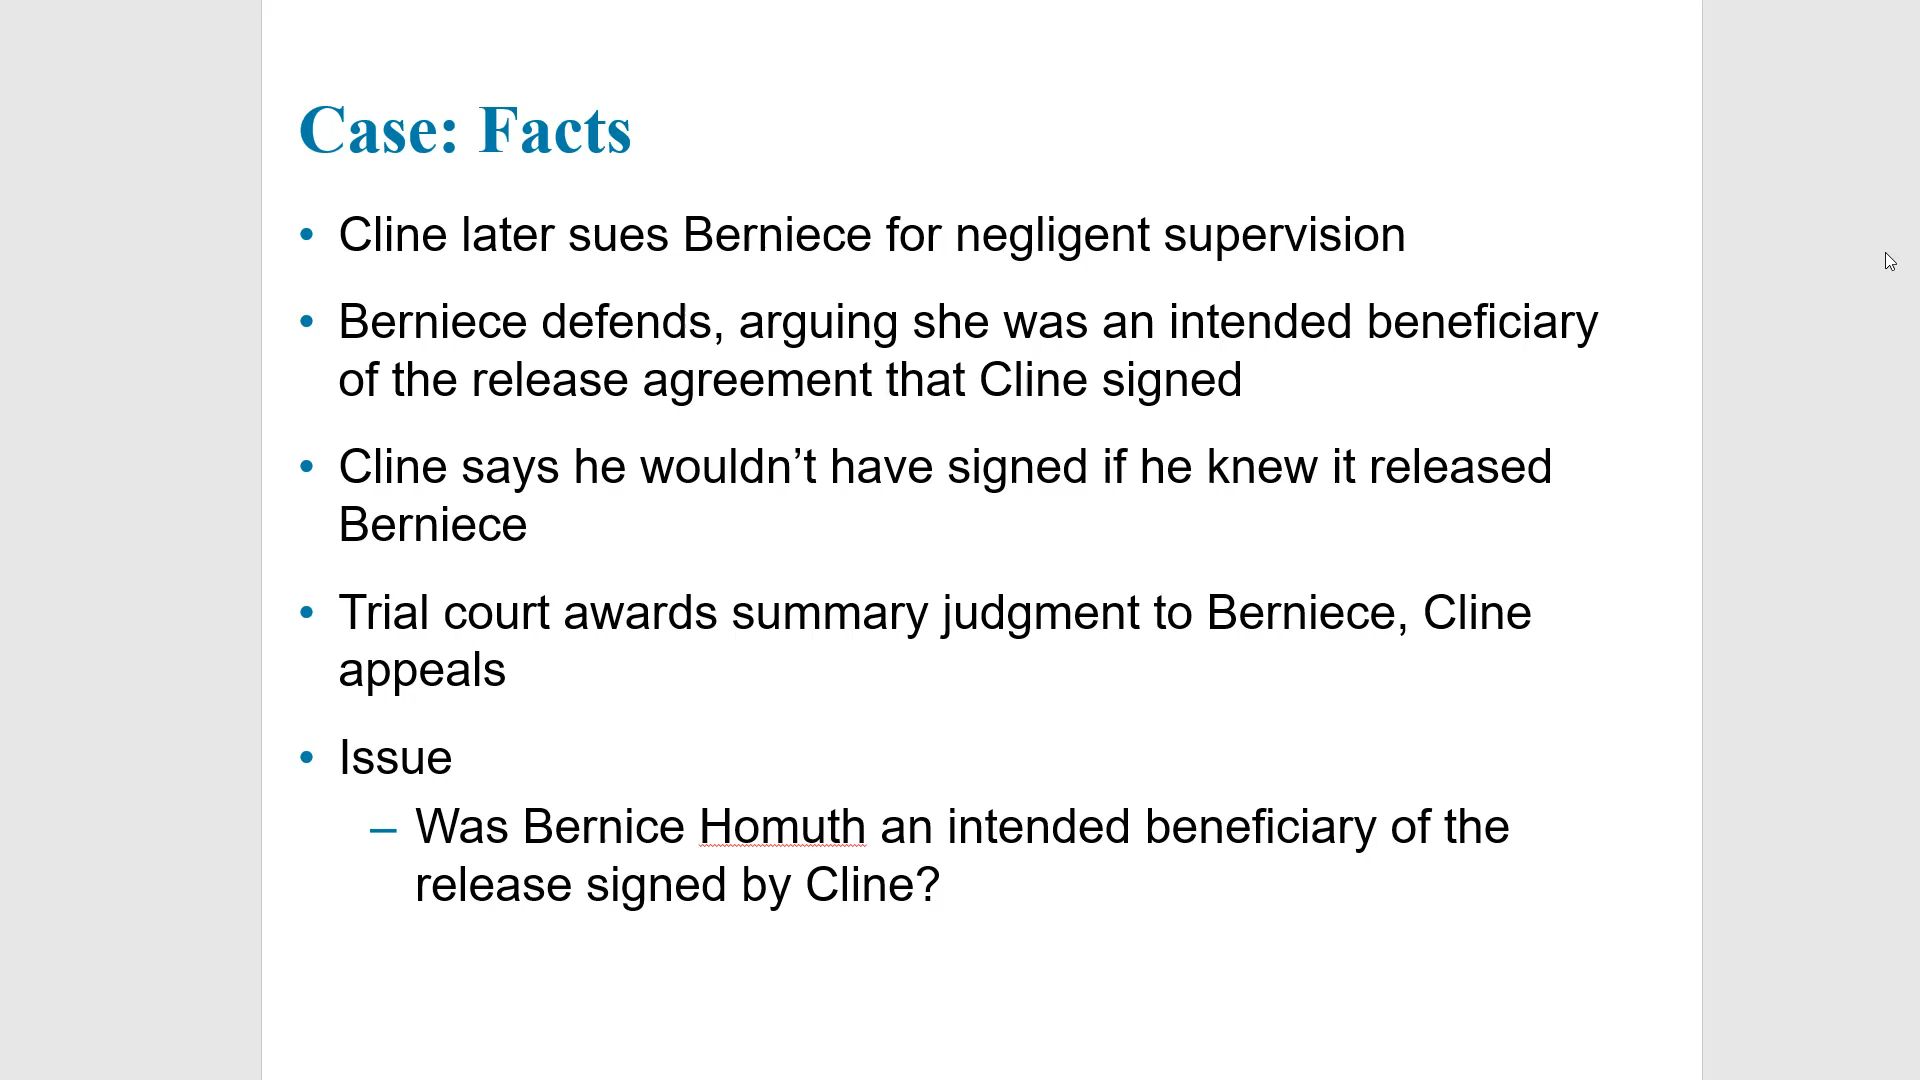 Case: Facts
• Cline later sues Berniece for negligent supervision
• Berniece defends, arguing she was an intended beneficiary
of the release agreement that Cline signed
• Cline says he wouldn’t have signed if he knew it released
Berniece
• Trial court awards summary judgment to Berniece, Cline
appeals
• Issue
– Was Bernice Homuth an intended beneficiary of the
release signed by Cline?